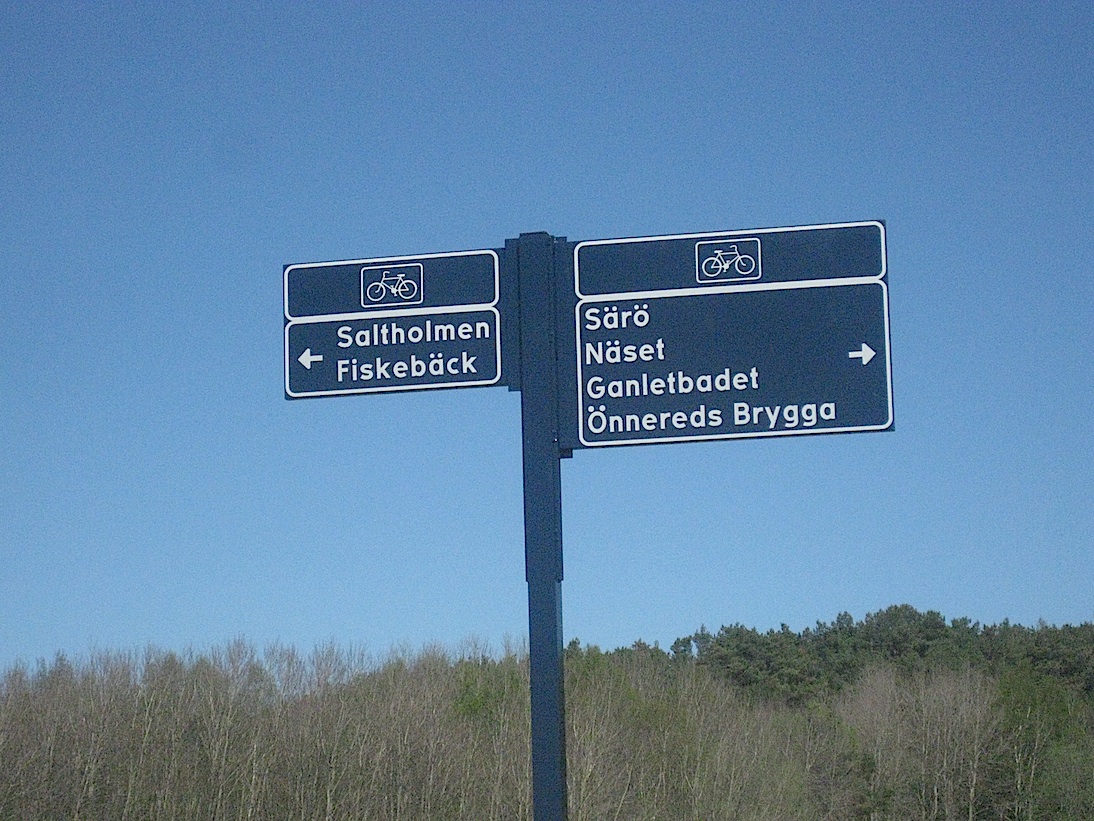 Saltholmen
Fiskebäck
Särö
Näset
Ganletbadet
Önnereds Brygga